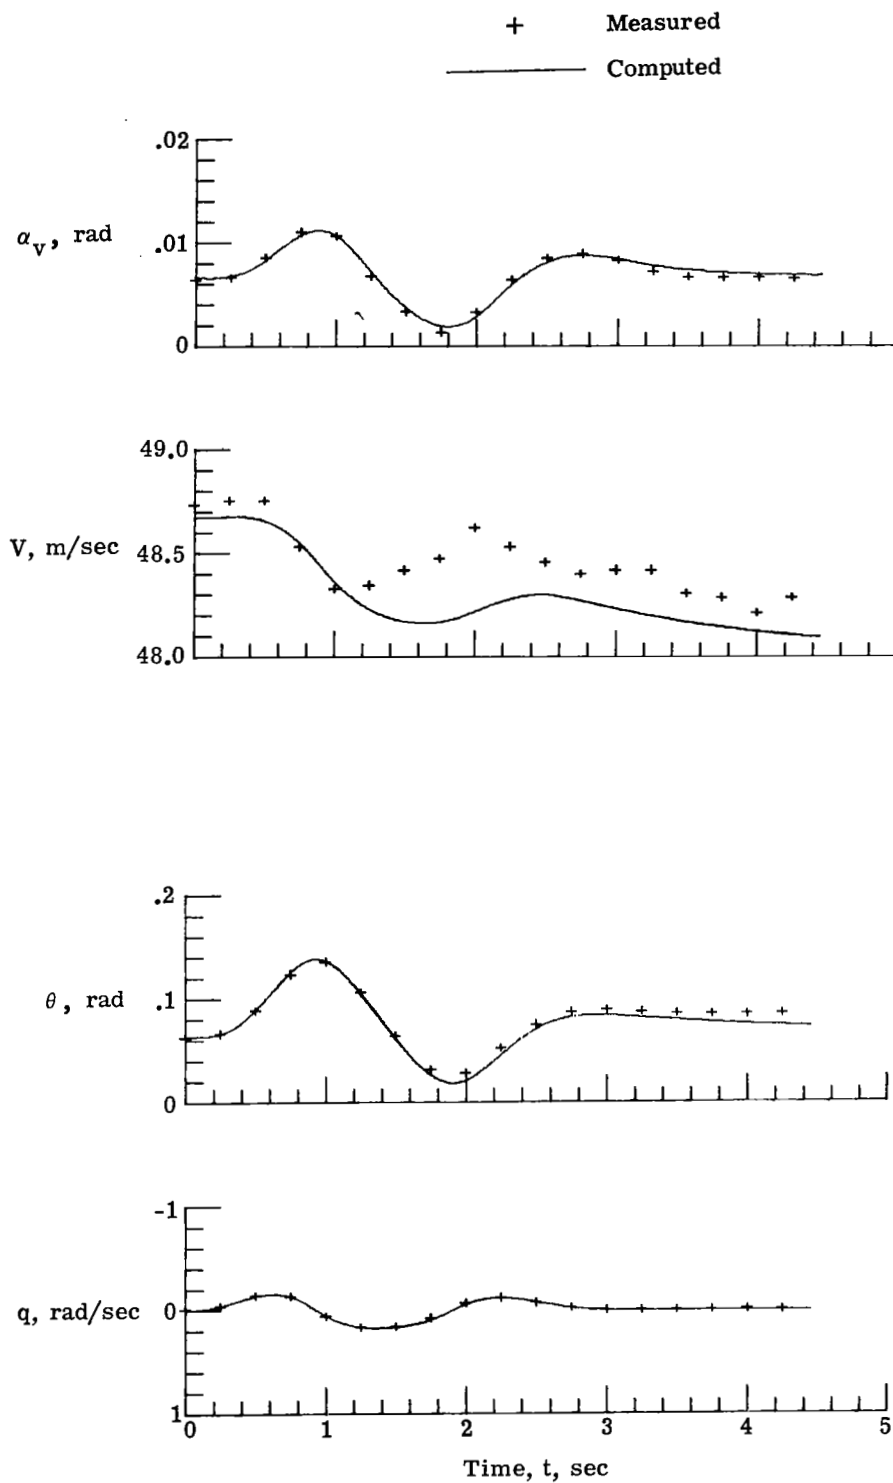 + Measured
Computed
.02
αv, rad
.01
0
49.0
V, m/sec
48.5
48.0
.2
θ, rad
.1
0
-1
q, rad/sec
0
1
0 1 2 3 4 5
Time, t, sec